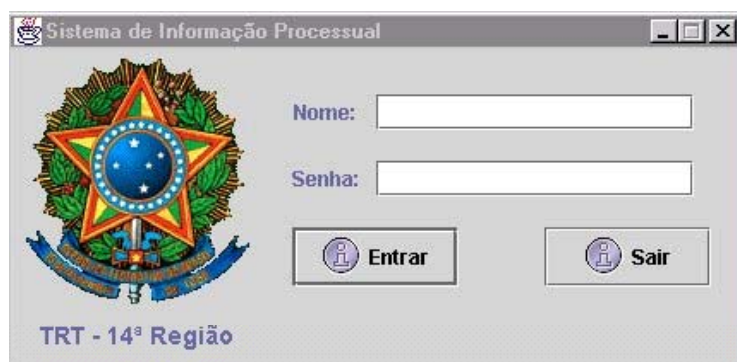 Sistema de Informação Processual
Nome:
Senha:
Entrar
Sair
TRT - 14ª Região